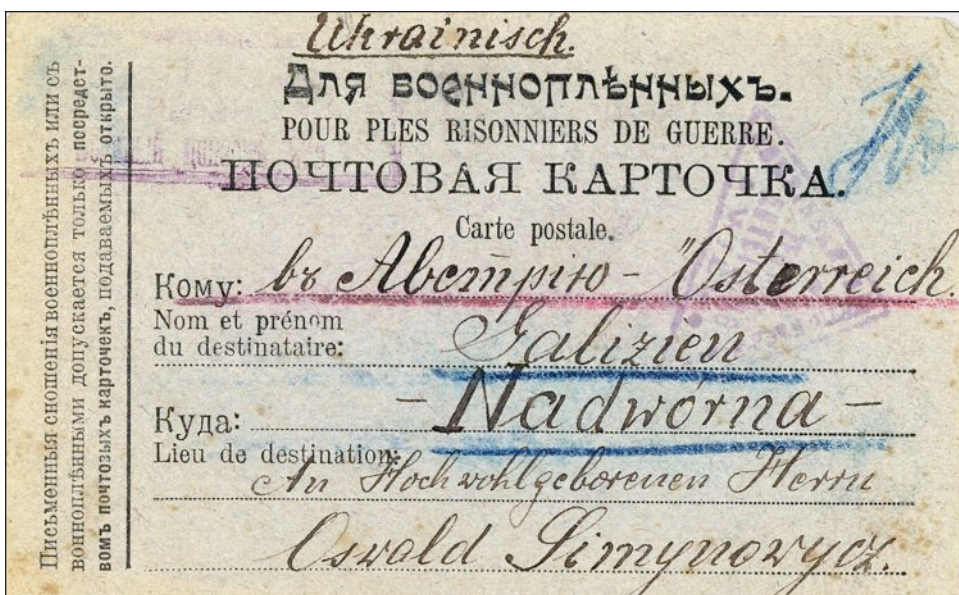 Ukrainisch.
Для военноплѣнныхъ.
POUR PLES RISONNIERS DE GUERRE.
ПОЧТОВАЯ КАРТОЧКА.
Carte postale.
Кому: въ Австрію - "Österreich.
Nom et prénom
du destinataire:
Galizien
Куда: - Nadwórna -
Lieu de destination:
An Hochwohlgeborenen Herrn
Oswald Simynowycz.
Письменныя сношенія военноплѣнныхъ или съ
воннплѣнными допускается только посредст-
вомъ почтовыхъ карточекъ, подаваемыхъ открыто.